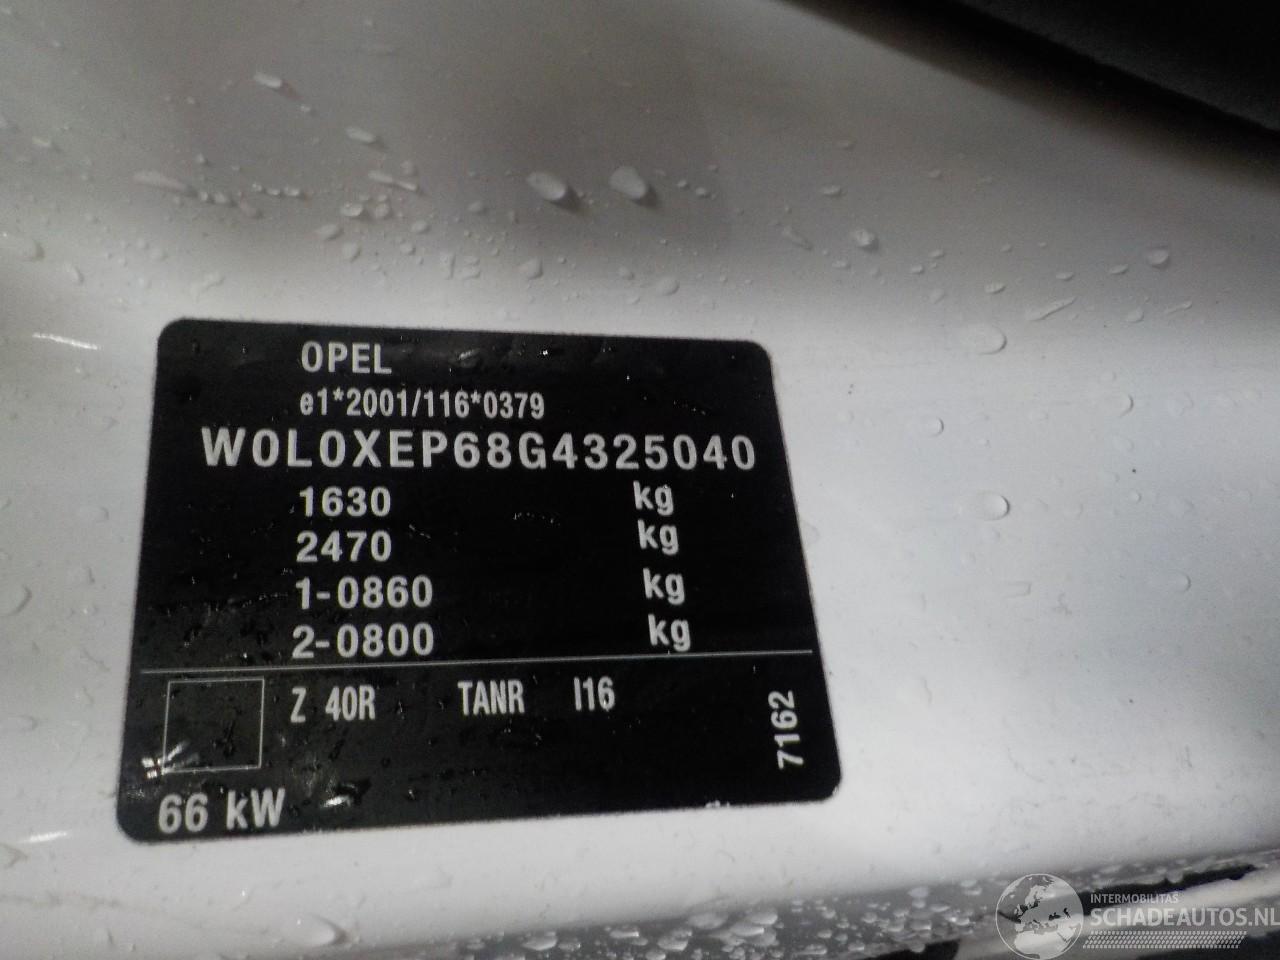 OPEL
e1*2001/116*0379
W0L0XEP68G4325040
1630 kg
2470 kg
1-0860 kg
2-0800 kg
Z 40R TANR I16
7162
66 kW
INTERMOBILITAS
SCHADEAUTOS.NL